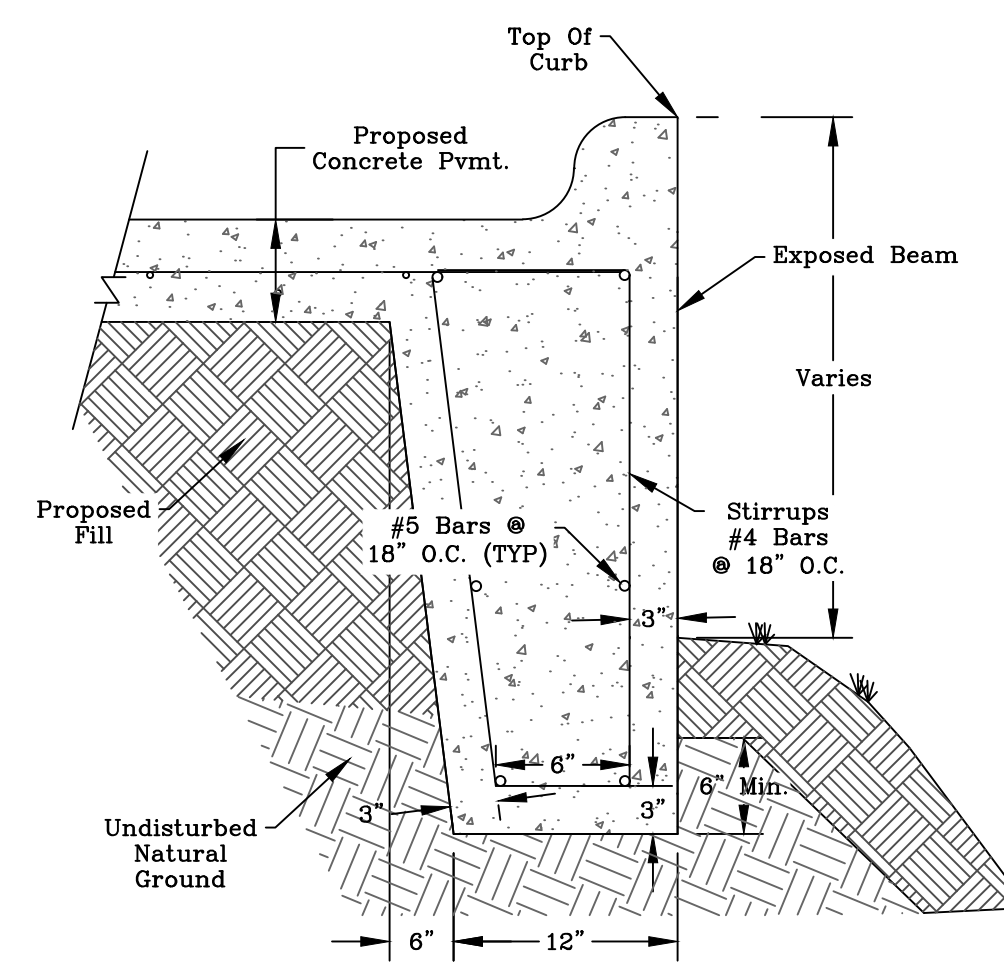 Top Of
Curb
Proposed
Concrete Pvmt.
Exposed Beam
Varies
Proposed
Fill
#5 Bars @
18” O.C. (TYP)
Stirrups
#4 Bars
@ 18” O.C.
3”
6”
6” Min.
3”
3”
Undisturbed
Natural
Ground
6”
12”